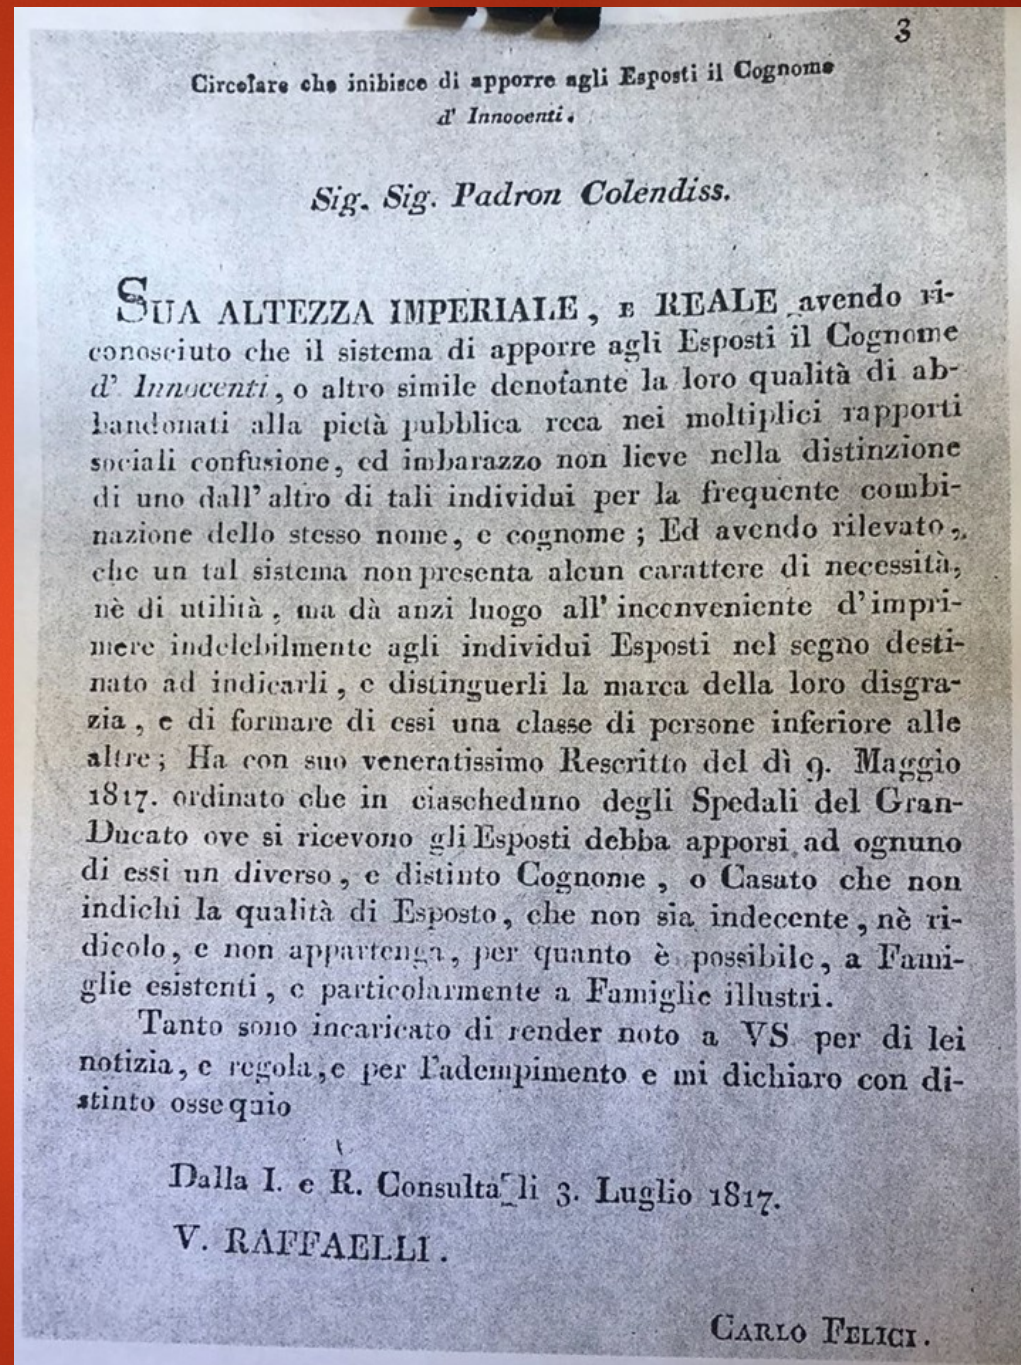 3
Circolare che inibisce di apporre agli Esposti il Cognome
d' Innocenti.
Sig. Sig. Padron Colendiss.
SUA ALTEZZA IMPERIALE, E REALE avendo ri-
conosciuto che il sistema di apporre agli Esposti il Cognome
d' Innocenti, o altro simile denotante la loro qualità di ab-
bandonati alla pietà pubblica reca nei moltiplici rapporti
sociali confusione, ed imbarazzo non lieve nella distinzione
di uno dall' altro di tali individui per la frequente combi-
nazione dello stesso nome, e cognome; Ed avendo rilevato,
che un tal sistema non presenta alcun carattere di necessità,
nè di utilità, ma dà anzi luogo all' inconveniente d' impri-
mere indelebilmente agli individui Esposti nel segno desti-
nato ad indicarli, e distinguerli la marca della loro disgra-
zia, e di formare di essi una classe di persone inferiore alle
altre; Ha con suo veneratissimo Rescritto del dì 9. Maggio
1817. ordinato che in ciascheduno degli Spedali del Gran-
Ducato ove si ricevono gli Esposti debba apporsi ad ognuno
di essi un diverso, e distinto Cognome, o Casato che non
indichi la qualità di Esposto, che non sia indecente, nè ri-
dicolo, e non appartenga, per quanto è possibile, a Fami-
glie esistenti, e particolarmente a Famiglie illustri.
Tanto sono incaricato di render noto a VS per di lei
notizia, e regola, e per l'adempimento e mi dichiaro con di-
stinto ossequio
Dalla I. e R. Consulta li 3. Luglio 1817.
V. RAFFAELLI.
CARLO FELICI.